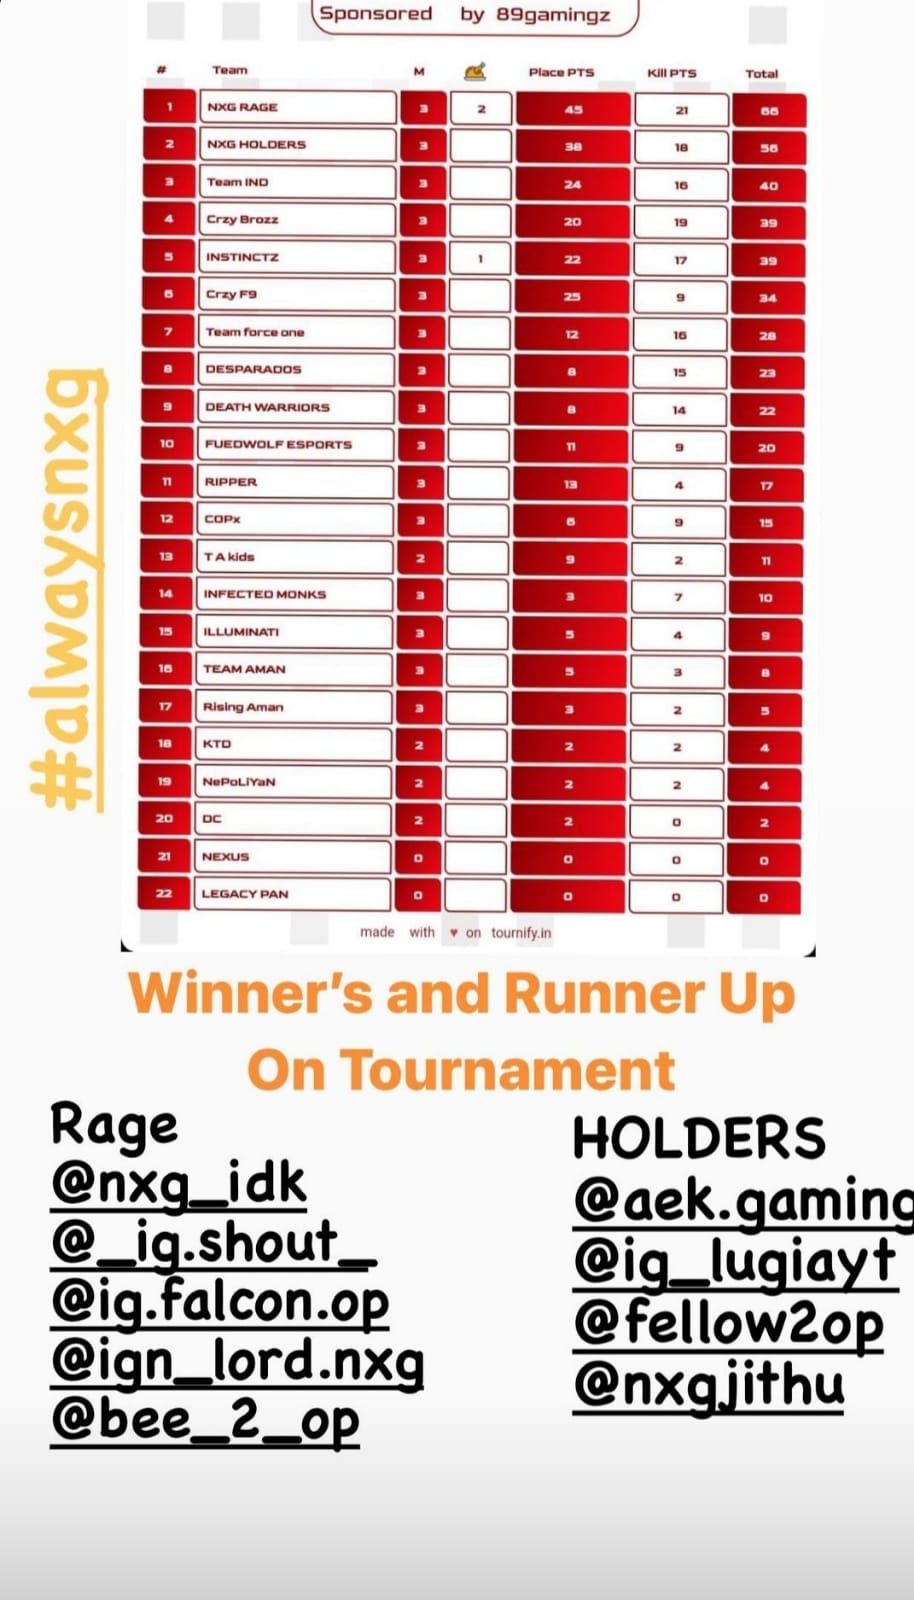 Sponsored by 89gamingz
# Team M Place PTS Kill PTS Total
1 NXG RAGE 3 2 45 21 66
2 NXG HOLDERS 3 38 18 56
3 Team IND 3 24 16 40
4 Crzy Brozz 3 20 19 39
5 INSTINCTZ 3 1 22 17 39
6 Crzy F9 3 25 9 34
7 Team force one 3 12 16 28
8 DESPARADOS 3 8 15 23
9 DEATH WARRIORS 3 8 14 22
10 FUEDWOLF ESPORTS 3 11 9 20
11 RIPPER 3 13 4 17
12 COPx 3 6 9 15
13 T A kids 2 9 2 11
14 INFECTED MONKS 3 3 7 10
15 ILLUMINATI 3 5 4 9
16 TEAM AMAN 3 5 3 8
17 Rising Aman 3 3 2 5
18 KTD 2 2 2 4
19 NePoLiYaN 2 2 2 4
20 DC 2 2 0 2
21 NEXUS 0 0 0 0
22 LEGACY PAN 0 0 0 0
made with ♥ on tournify.in
#alwaysnxg
Winner’s and Runner Up
On Tournament
Rage
@nxg_idk
@_ig.shout_
@ig.falcon.op
@ign_lord.nxg
@bee_2_op
HOLDERS
@aek.gaming
@ig_lugiayt
@fellow2op
@nxgjithu